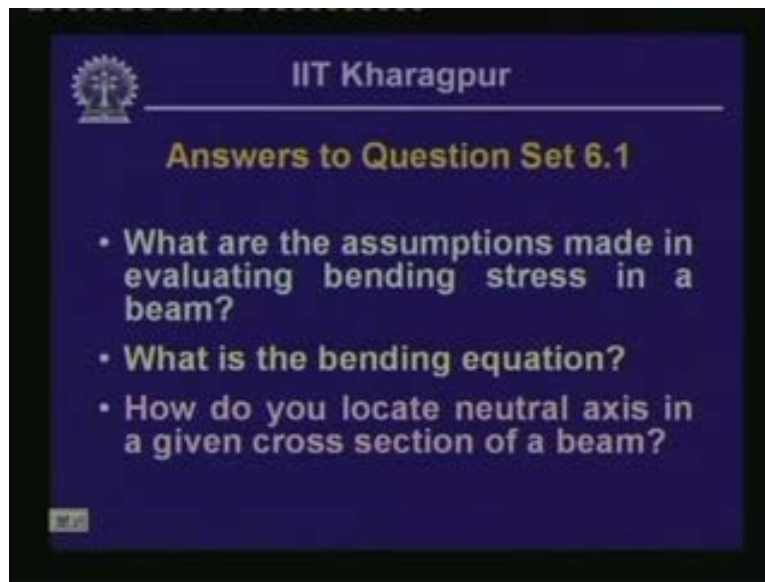 IIT Kharagpur
Answers to Question Set 6.1
• What are the assumptions made in
evaluating bending stress in a
beam?
• What is the bending equation?
• How do you locate neutral axis in
a given cross section of a beam?